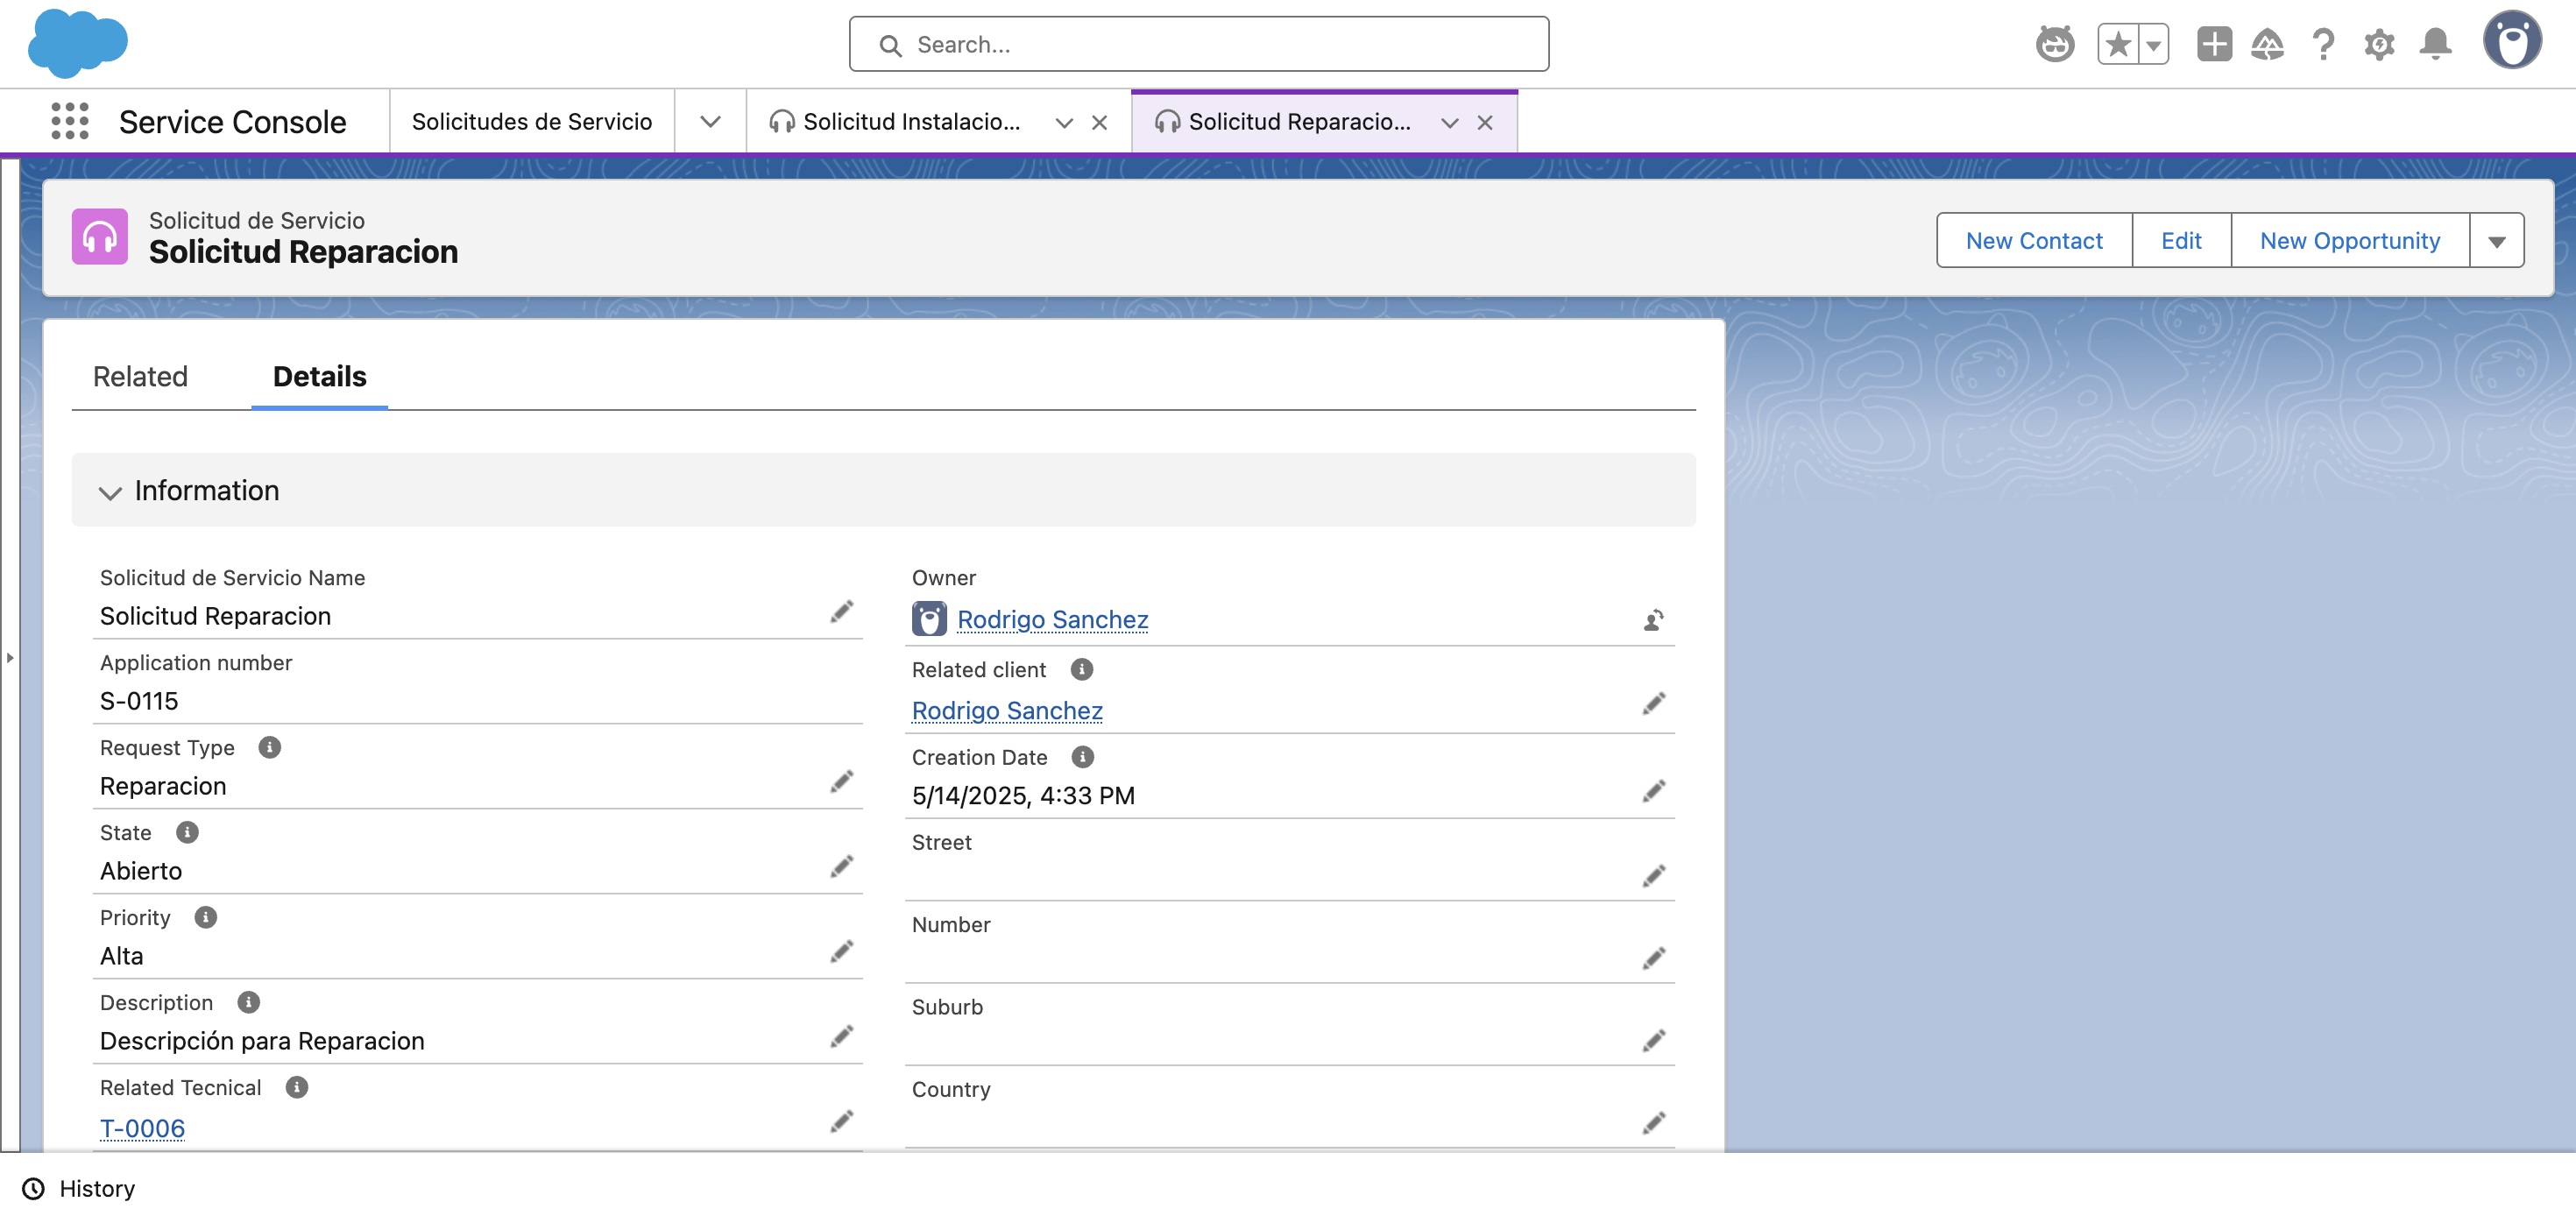 Search...
Service Console
Solicitudes de Servicio
Solicitud Instalacio...
Solicitud Reparacio...
Solicitud de Servicio
Solicitud Reparacion
New Contact
Edit
New Opportunity
Related
Details
Information
Solicitud de Servicio Name
Solicitud Reparacion
Application number
S-0115
Request Type
Reparacion
State
Abierto
Priority
Alta
Description
Descripción para Reparacion
Related Tecnical
T-0006
Owner
Rodrigo Sanchez
Related client
Rodrigo Sanchez
Creation Date
5/14/2025, 4:33 PM
Street
Number
Suburb
Country
History